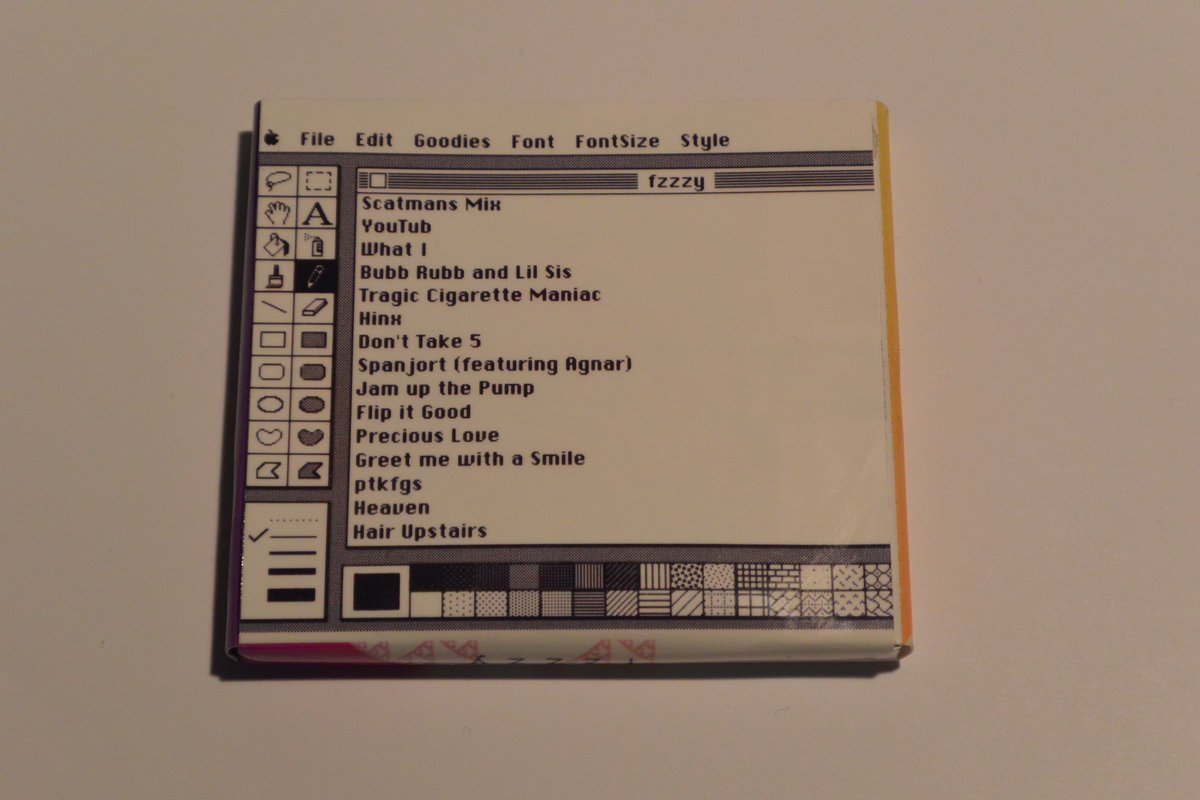 File Edit Goodies Font FontSize Style
fzzzy
A
Scatmans Mix
YouTub
What I
Bubb Rubb and Lil Sis
Tragic Cigarette Maniac
Hinx
Don't Take 5
Spanjort (featuring Agnar)
Jam up the Pump
Flip it Good
Precious Love
Greet me with a Smile
ptkfgs
Heaven
Hair Upstairs